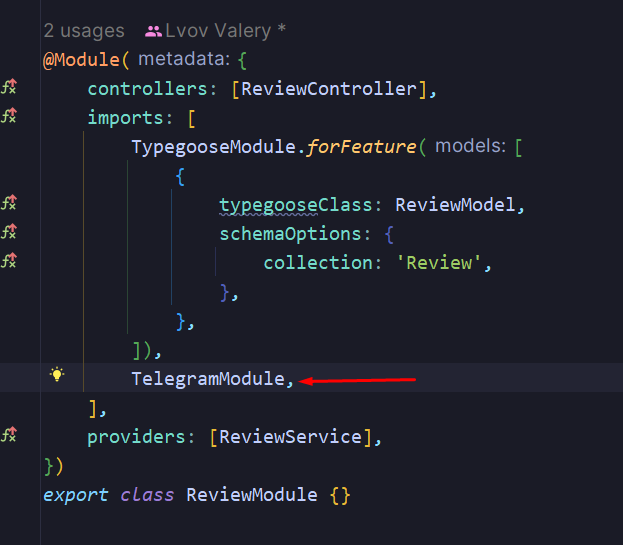 2 usages Lvov Valery *
@Module( metadata: {
controllers: [ReviewController],
imports: [
TypegooseModule.forFeature( models: [
{
typegooseClass: ReviewModel,
schemaOptions: {
collection: 'Review',
},
},
]),
TelegramModule,
],
providers: [ReviewService],
})
export class ReviewModule {}